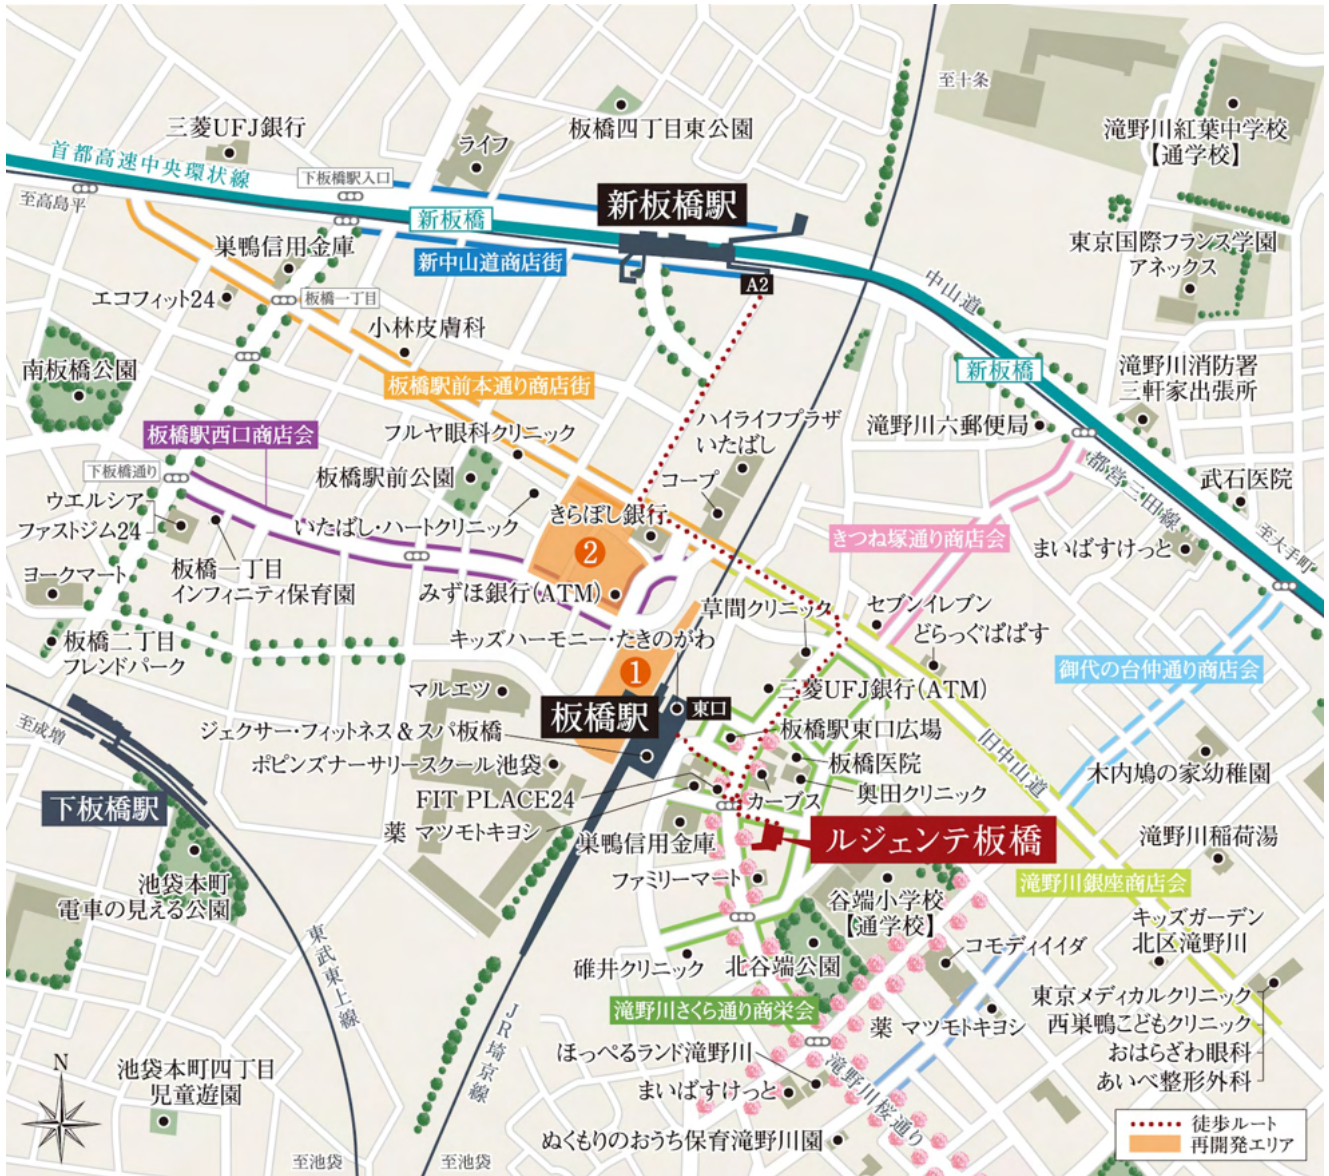 至十条
三菱UFJ銀行
ライフ
板橋四丁目東公園
滝野川紅葉中学校
【通学校】
首都高速中央環状線
下板橋駅入口
至高島平
新板橋
新板橋駅
巣鴨信用金庫
新中山道商店街
東京国際フランス学園
アネックス
A2
中山道
エコフィット24
板橋一丁目
小林皮膚科
南板橋公園
板橋駅前本通り商店街
新板橋
滝野川消防署
三軒家出張所
ハイライフプラザ
いたばし
滝野川六郵便局
板橋駅西口商店会
フルヤ眼科クリニック
下板橋通り
板橋駅前公園
コープ
都営三田線
武石医院
ウエルシア
ファストジム24
いたばし・ハートクリニック
きらぼし銀行
きつね塚通り商店会
まいばすけっと
至大手町
2
ヨークマート
板橋一丁目
インフィニティ保育園
みずほ銀行(ATM)
草間クリニック
セブンイレブン
どらっぐぱぱす
板橋二丁目
フレンドパーク
キッズハーモニー・たきのがわ
御代の台仲通り商店会
1
マルエツ
三菱UFJ銀行(ATM)
至成増
板橋駅
東口
ジェクサー・フィットネス&スパ板橋
板橋駅東口広場
旧中山道
ポピンズナーサリースクール池袋
板橋医院
木内鳩の家幼稚園
下板橋駅
FIT PLACE24
カーブス
奥田クリニック
薬 マツモトキヨシ
巣鴨信用金庫
ルジェンテ板橋
滝野川稲荷湯
池袋本町
電車の見える公園
ファミリーマート
谷端小学校
【通学校】
滝野川銀座商店会
東武東上線
キッズガーデン
北区滝野川
コモディイイダ
碓井クリニック
北谷端公園
滝野川さくら通り商栄会
東京メディカルクリニック
西巣鴨こどもクリニック
おはらざわ眼科
あいべ整形外科
JR埼京線
薬 マツモトキヨシ
ほっぺるランド滝野川
まいばすけっと
滝野川桜通り
N
池袋本町四丁目
児童遊園
ぬくもりのおうち保育滝野川園
徒歩ルート
再開発エリア
至池袋
至池袋